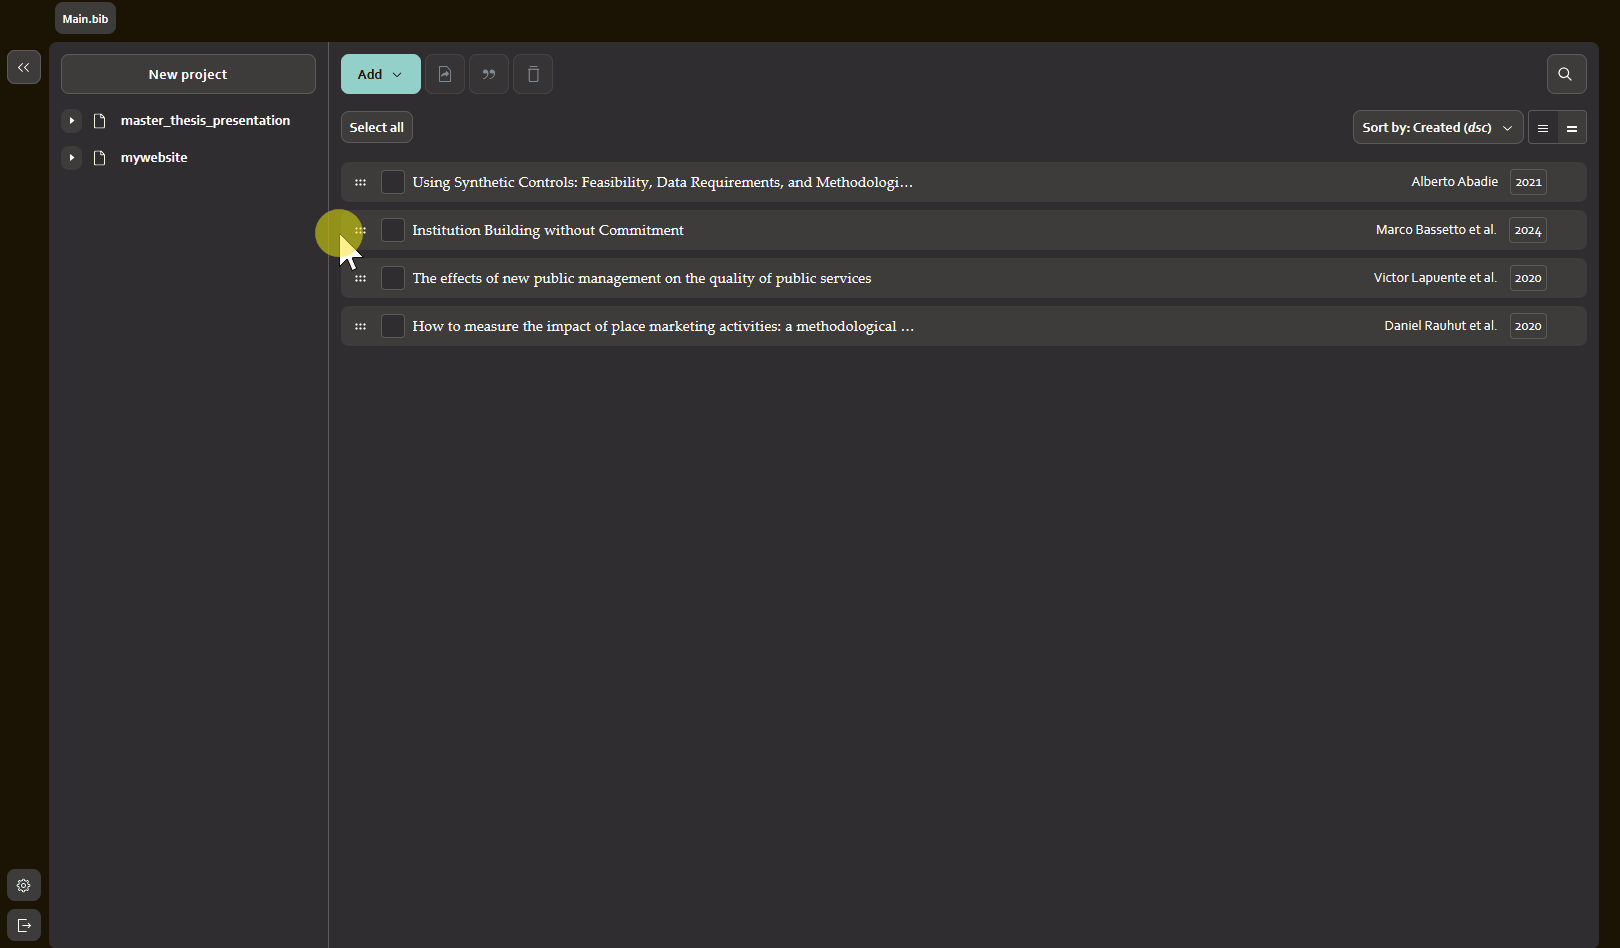 Main.bib
New project
master_thesis_presentation
mywebsite
Add
Select all
Sort by: Created (dsc)
Using Synthetic Controls: Feasibility, Data Requirements, and Methodologi… Alberto Abadie 2021
Institution Building without Commitment Marco Bassetto et al. 2024
The effects of new public management on the quality of public services Victor Lapuente et al. 2020
How to measure the impact of place marketing activities: a methodological … Daniel Rauhut et al. 2020